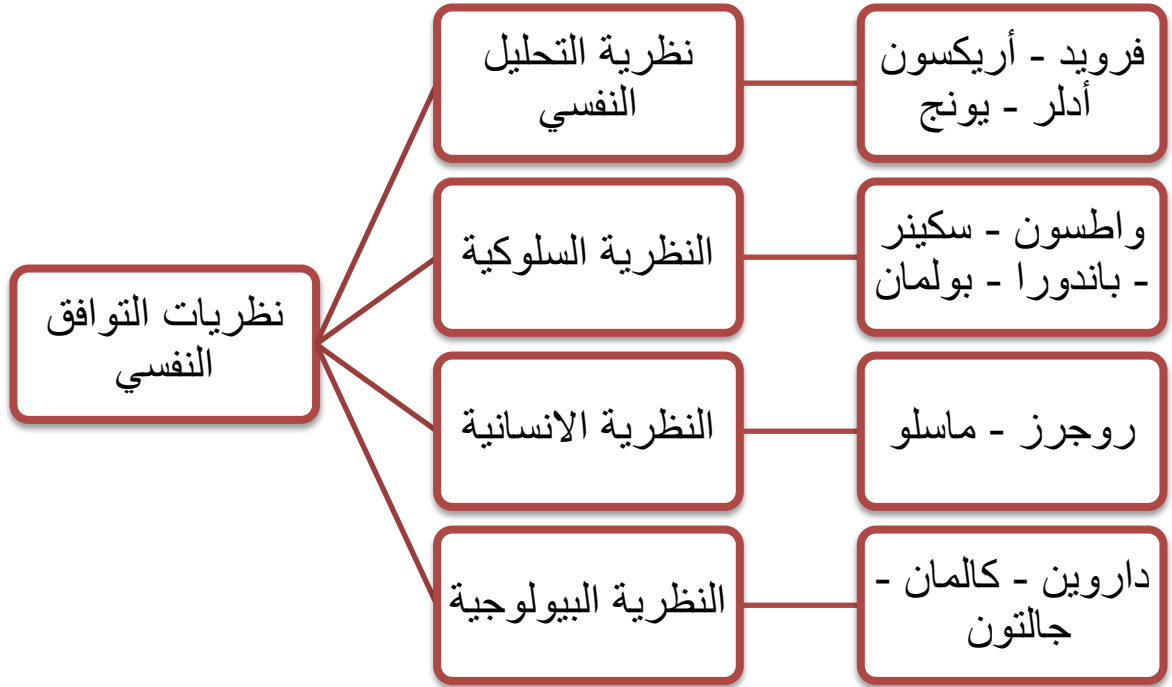 نظريات التوافق
النفسي
نظرية التحليل
النفسي
فرويد - أريكسون
أدلر - يونج
النظرية السلوكية
واطسون - سكينر
- باندورا - بولمان
النظرية الانسانية
روجرز - ماسلو
النظرية البيولوجية
داروين - كالمان -
جالتون